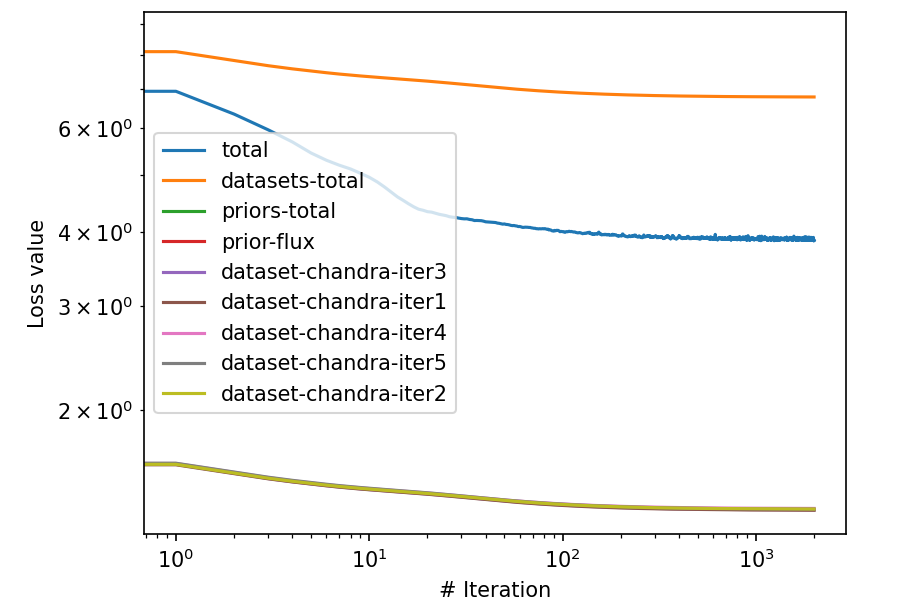 Loss value
6 × 10⁰
4 × 10⁰
3 × 10⁰
2 × 10⁰
total
datasets-total
priors-total
prior-flux
dataset-chandra-iter3
dataset-chandra-iter1
dataset-chandra-iter4
dataset-chandra-iter5
dataset-chandra-iter2
10⁰ 10¹ 10² 10³
# Iteration